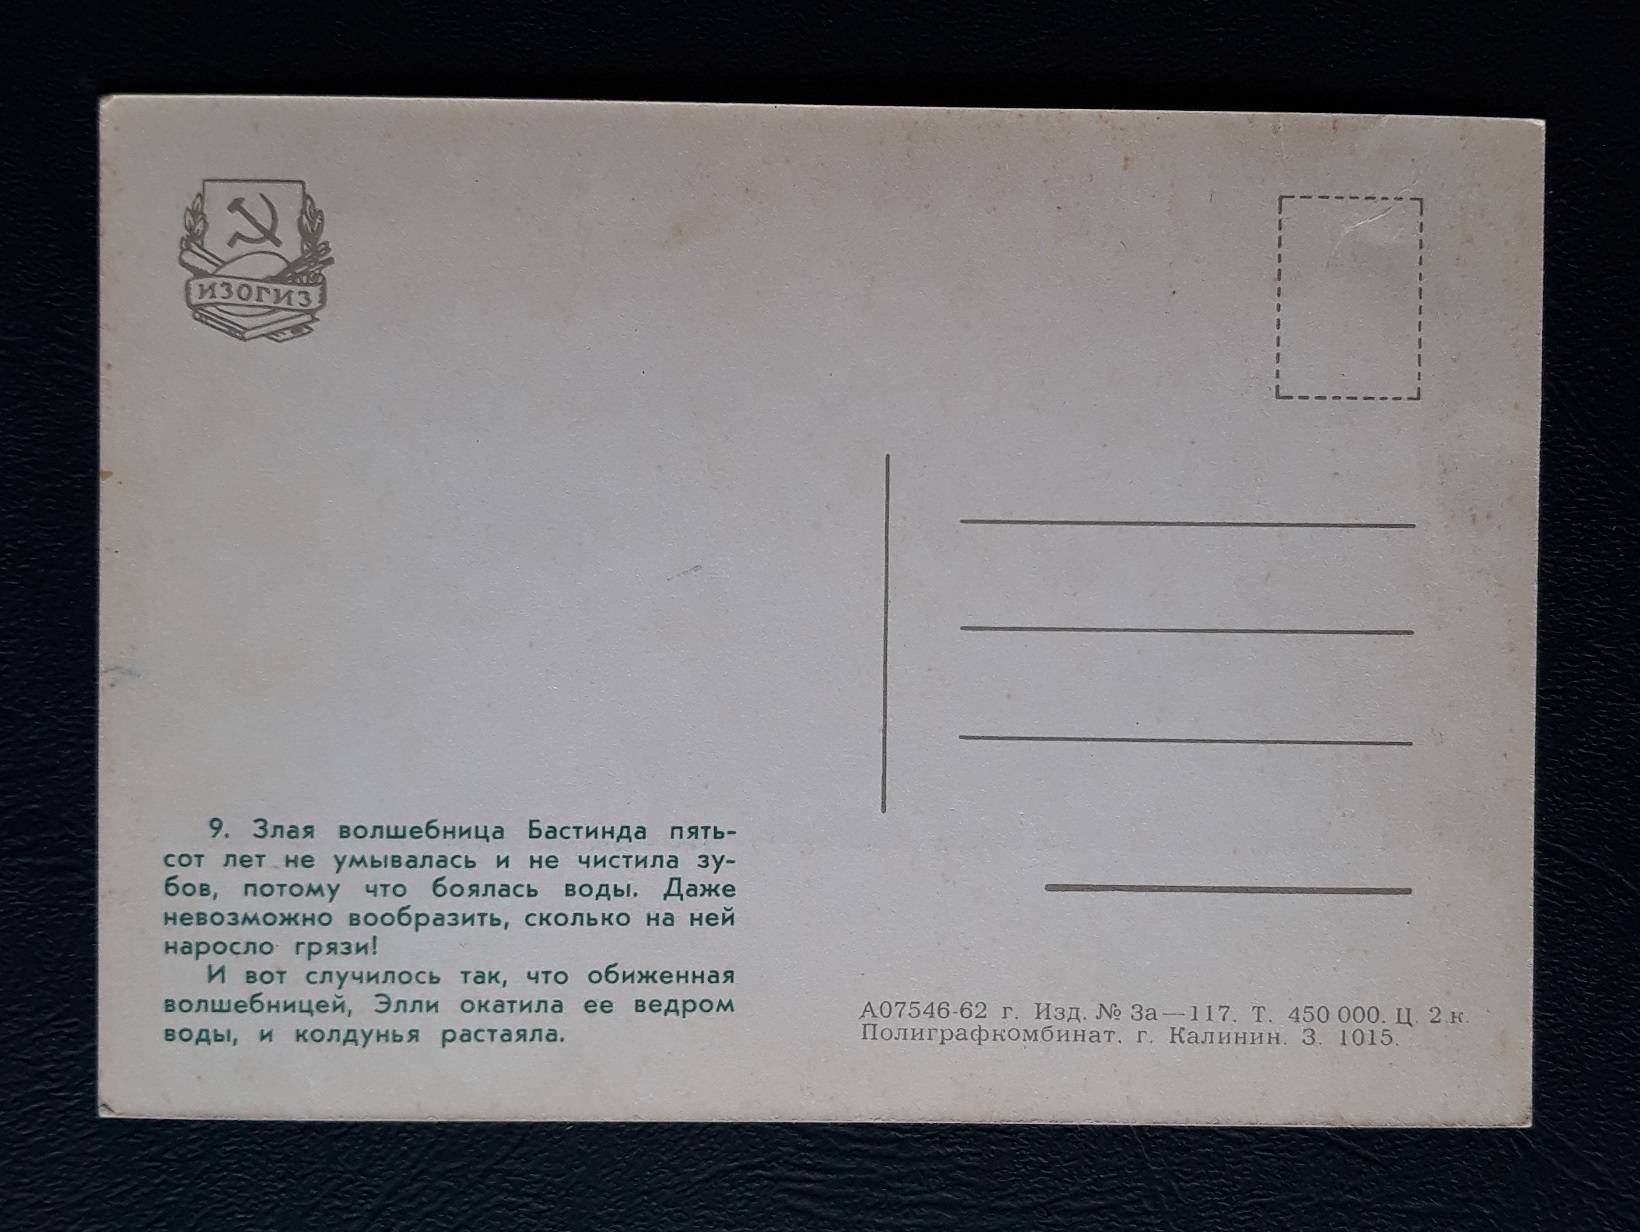 ИЗОГИЗ
9. Злая волшебница Бастинда пять-
сот лет не умывалась и не чистила зу-
бов, потому что боялась воды. Даже
невозможно вообразить, сколько на ней
наросло грязи!
И вот случилось так, что обиженная
волшебницей, Элли окатила ее ведром
воды, и колдунья растаяла.
А07546-62 г. Изд. № 3а—117. Т. 450 000. Ц. 2 к.
Полиграфкомбинат. г. Калинин. З. 1015.